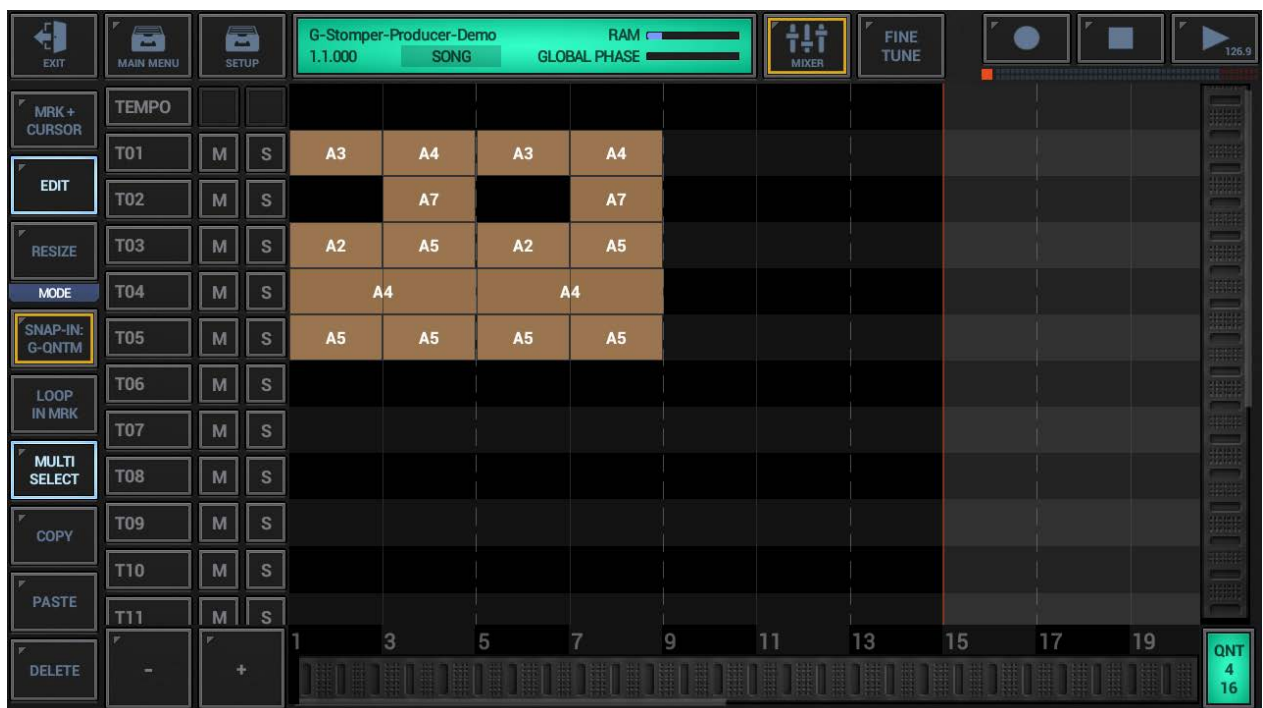 EXIT
MAIN MENU
SETUP
G-Stomper-Producer-Demo RAM
1.1.000 SONG GLOBAL PHASE
MIXER
FINE
TUNE
126.9
MRK +
CURSOR
EDIT
RESIZE
MODE
SNAP-IN:
G-QNTM
LOOP
IN MRK
MULTI
SELECT
COPY
PASTE
DELETE
TEMPO
T01 M S A3 A4 A3 A4
T02 M S A7 A7
T03 M S A2 A5 A2 A5
T04 M S A4 A4
T05 M S A5 A5 A5 A5
T06 M S
T07 M S
T08 M S
T09 M S
T10 M S
T11 M S
- +
1 3 5 7 9 11 13 15 17 19
QNT
4
16